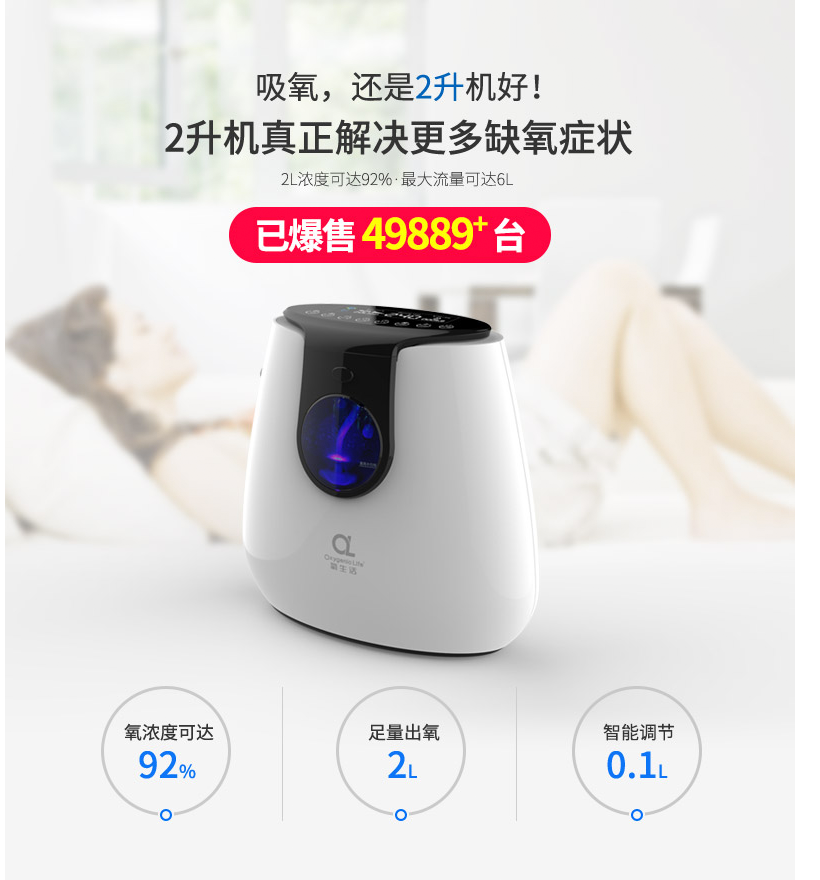 吸氧，还是2升机好！
2升机真正解决更多缺氧症状
2L浓度可达92%·最大流量可达6L
已爆售 49889+ 台
OxygenicLife
氧生活
氧浓度可达
92%
足量出氧
2L
智能调节
0.1L